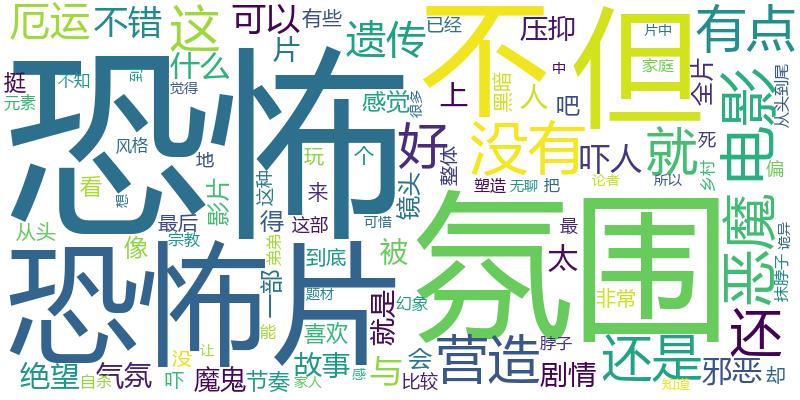 厄运
不错
这
可以
有些
遗传
已经
压抑
不
但
有点
片
什么
挺
元素
不知
到
觉得
感觉
很多
黑暗
上
人
中
吧
片中
家庭
全片
从头到尾
电影
恐怖
风格
地
玩
个
好
没有
吓人
就
死
乡村
偏
看
想
影片
这种
来
镜头
整体
塑造
无聊
把
论者
所以
恶魔
诡异
抹脖子
从头
最后
得
这部
可惜
氛围
最
像
宗教
弟弟
到底
被
太
非常
还
恐怖片
一部
题材
就是
幻象
喜欢
营造
脖子
还是
绝望
气氛
没
让
吓
自杀
魔鬼
节奏
能
故事
家人
感
与
会
比较
剧情
知道
邪恶
却